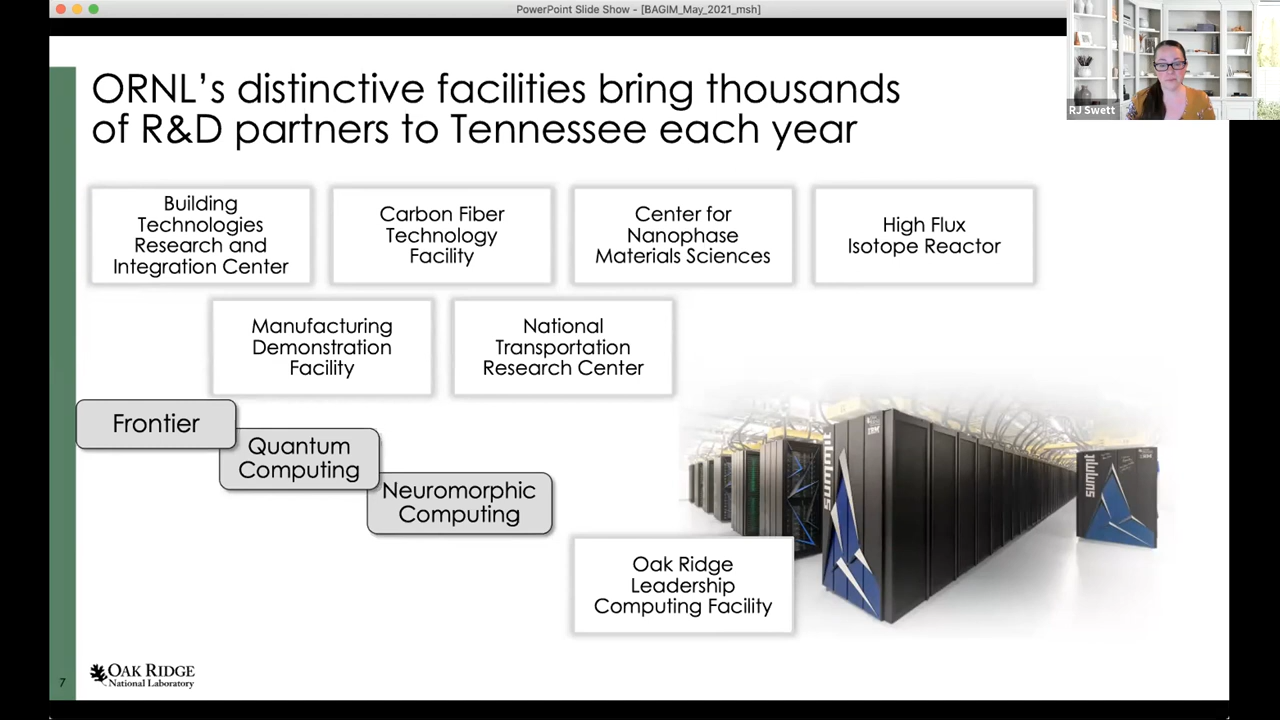 PowerPoint Slide Show - [BAGIM_May_2021_msh]
RJ Swett
ORNL's distinctive facilities bring thousands
of R&D partners to Tennessee each year
Building
Technologies
Research and
Integration Center
Carbon Fiber
Technology
Facility
Center for
Nanophase
Materials Sciences
High Flux
Isotope Reactor
Manufacturing
Demonstration
Facility
National
Transportation
Research Center
Frontier
Quantum
Computing
Neuromorphic
Computing
SUMMIT
IBM
SUMMIT
IBM
Oak Ridge
Leadership
Computing Facility
7
OAK RIDGE
National Laboratory